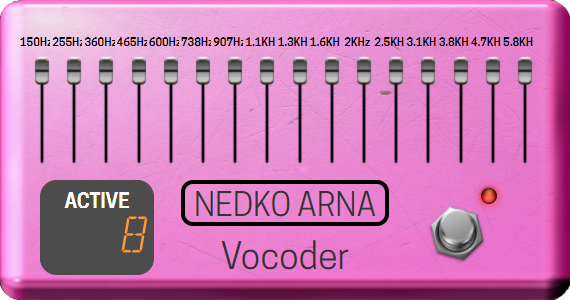 150Hz 255Hz 360Hz 465Hz 600Hz 738Hz 907Hz 1.1KH 1.3KH 1.6KH 2KHz 2.5KH 3.1KH 3.8KH 4.7KH 5.8KH
ACTIVE
8
NEDKO ARNA
Vocoder